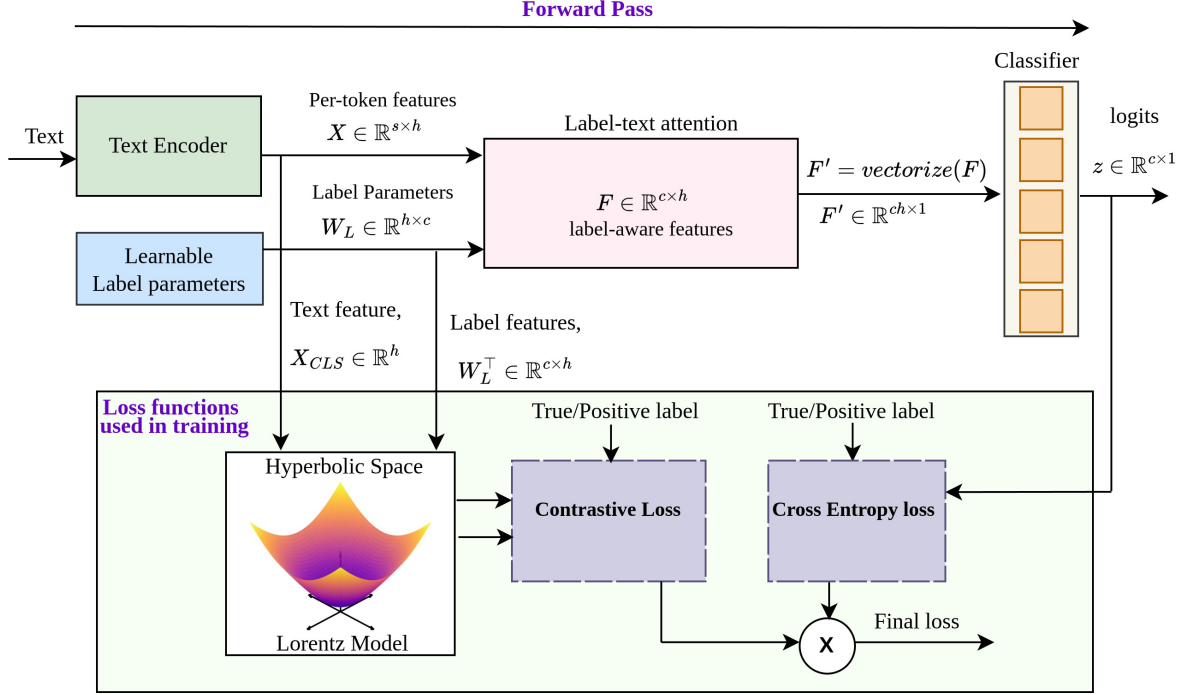 Forward Pass
Classifier
Text
Text Encoder
Per-token features
X ∈ ℝ^{s×h}
Label-text attention
F ∈ ℝ^{c×h}
label-aware features
F′ = vectorize(F)
F′ ∈ ℝ^{ch×1}
logits
z ∈ ℝ^{c×1}
Label Parameters
W_L ∈ ℝ^{h×c}
Learnable
Label parameters
Text feature,
X_{CLS} ∈ ℝ^h
Label features,
W_L^⊤ ∈ ℝ^{c×h}
Loss functions
used in training
True/Positive label
True/Positive label
Hyperbolic Space
Lorentz Model
Contrastive Loss
Cross Entropy loss
X
Final loss